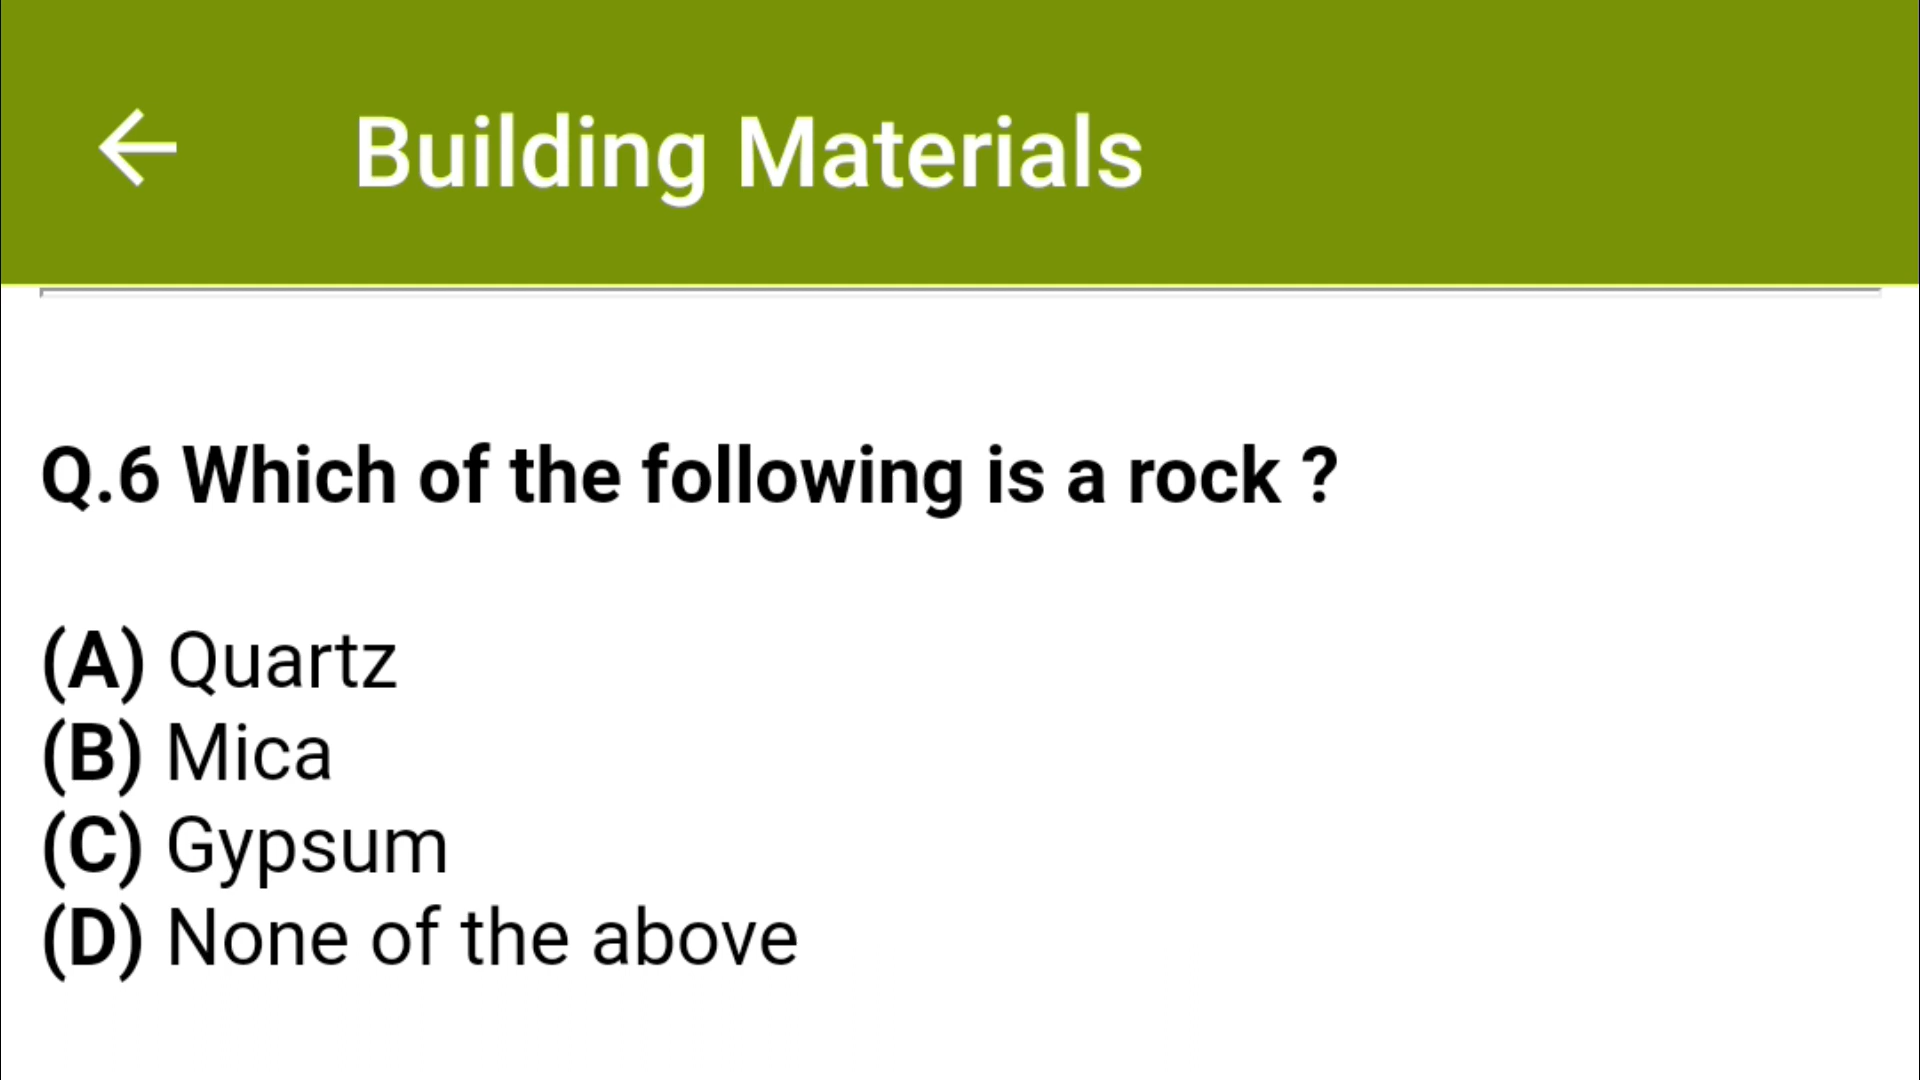 Building Materials
Q.6 Which of the following is a rock ?
(A) Quartz
(B) Mica
(C) Gypsum
(D) None of the above